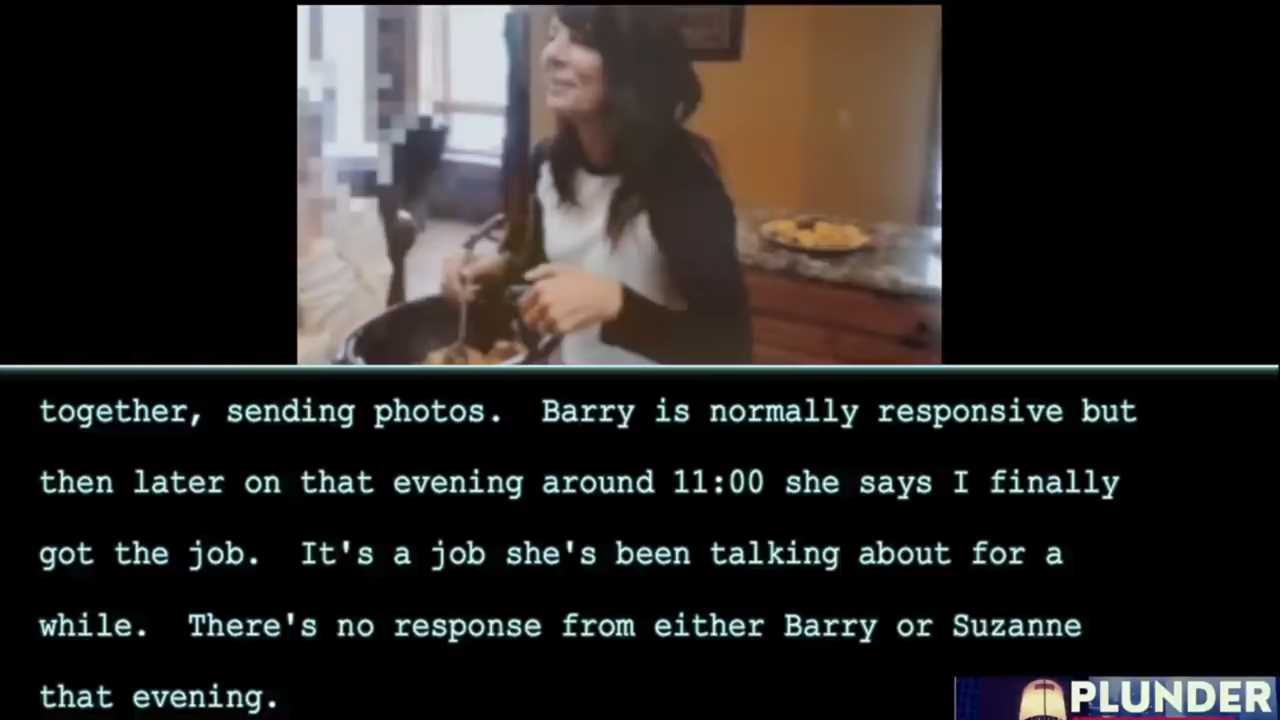 together, sending photos.  Barry is normally responsive but
then later on that evening around 11:00 she says I finally
got the job.  It's a job she's been talking about for a
while.  There's no response from either Barry or Suzanne
that evening.
PLUNDER